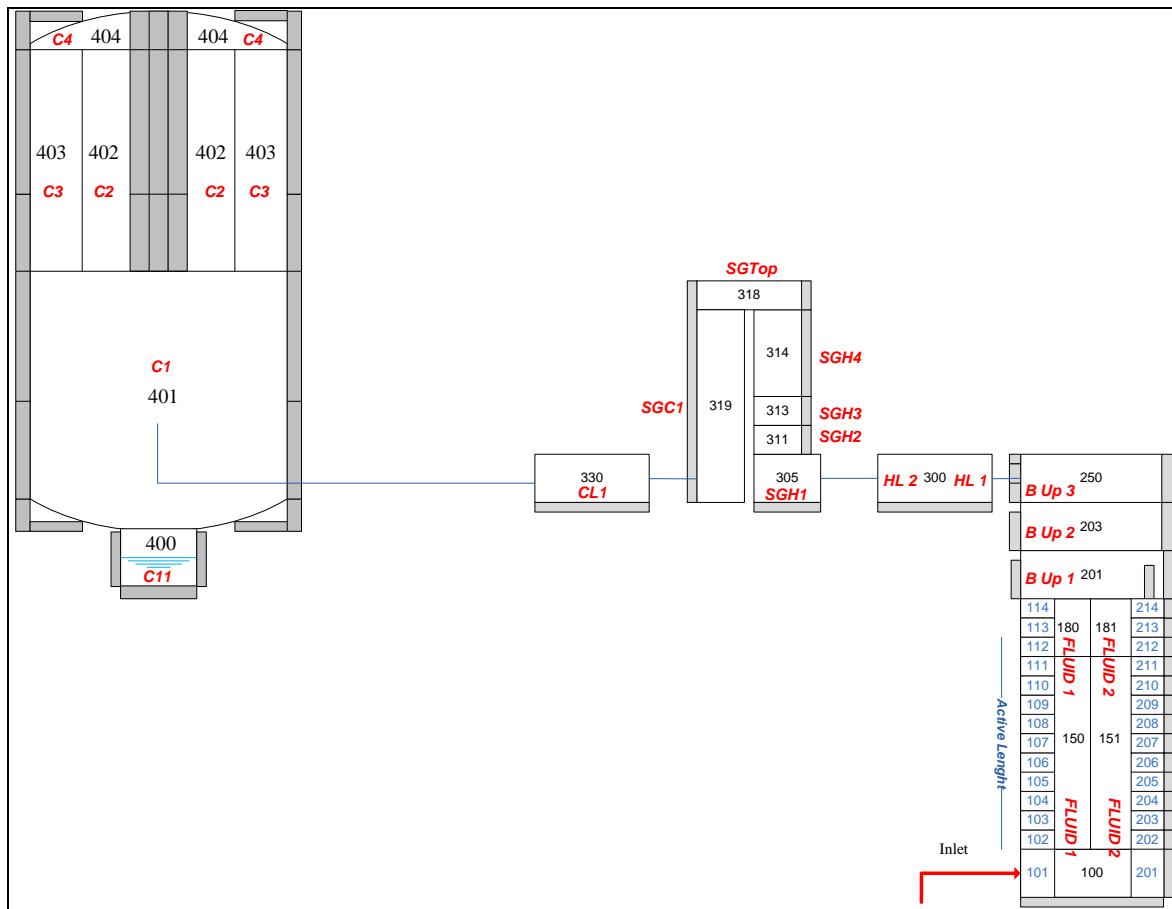 404 404
C4 C4
403 402 402 403
C3 C2 C2 C3
C1
401
400
C11
SGTop
318
314 SGH4
SGC1 319 313 SGH3
311 SGH2
330
CL1
305
SGH1
HL 2 300 HL 1
250
B Up 3
B Up 2 203
B Up 1 201
114 214
113 180 181 213
112 212
FLUID 1 FLUID 2
111 211
110 210
109 209
108 208
107 150 151 207
106 206
105 205
104 204
103 203
102 202
FLUID 1 FLUID 2
Active Lenght
Inlet
101 100 201